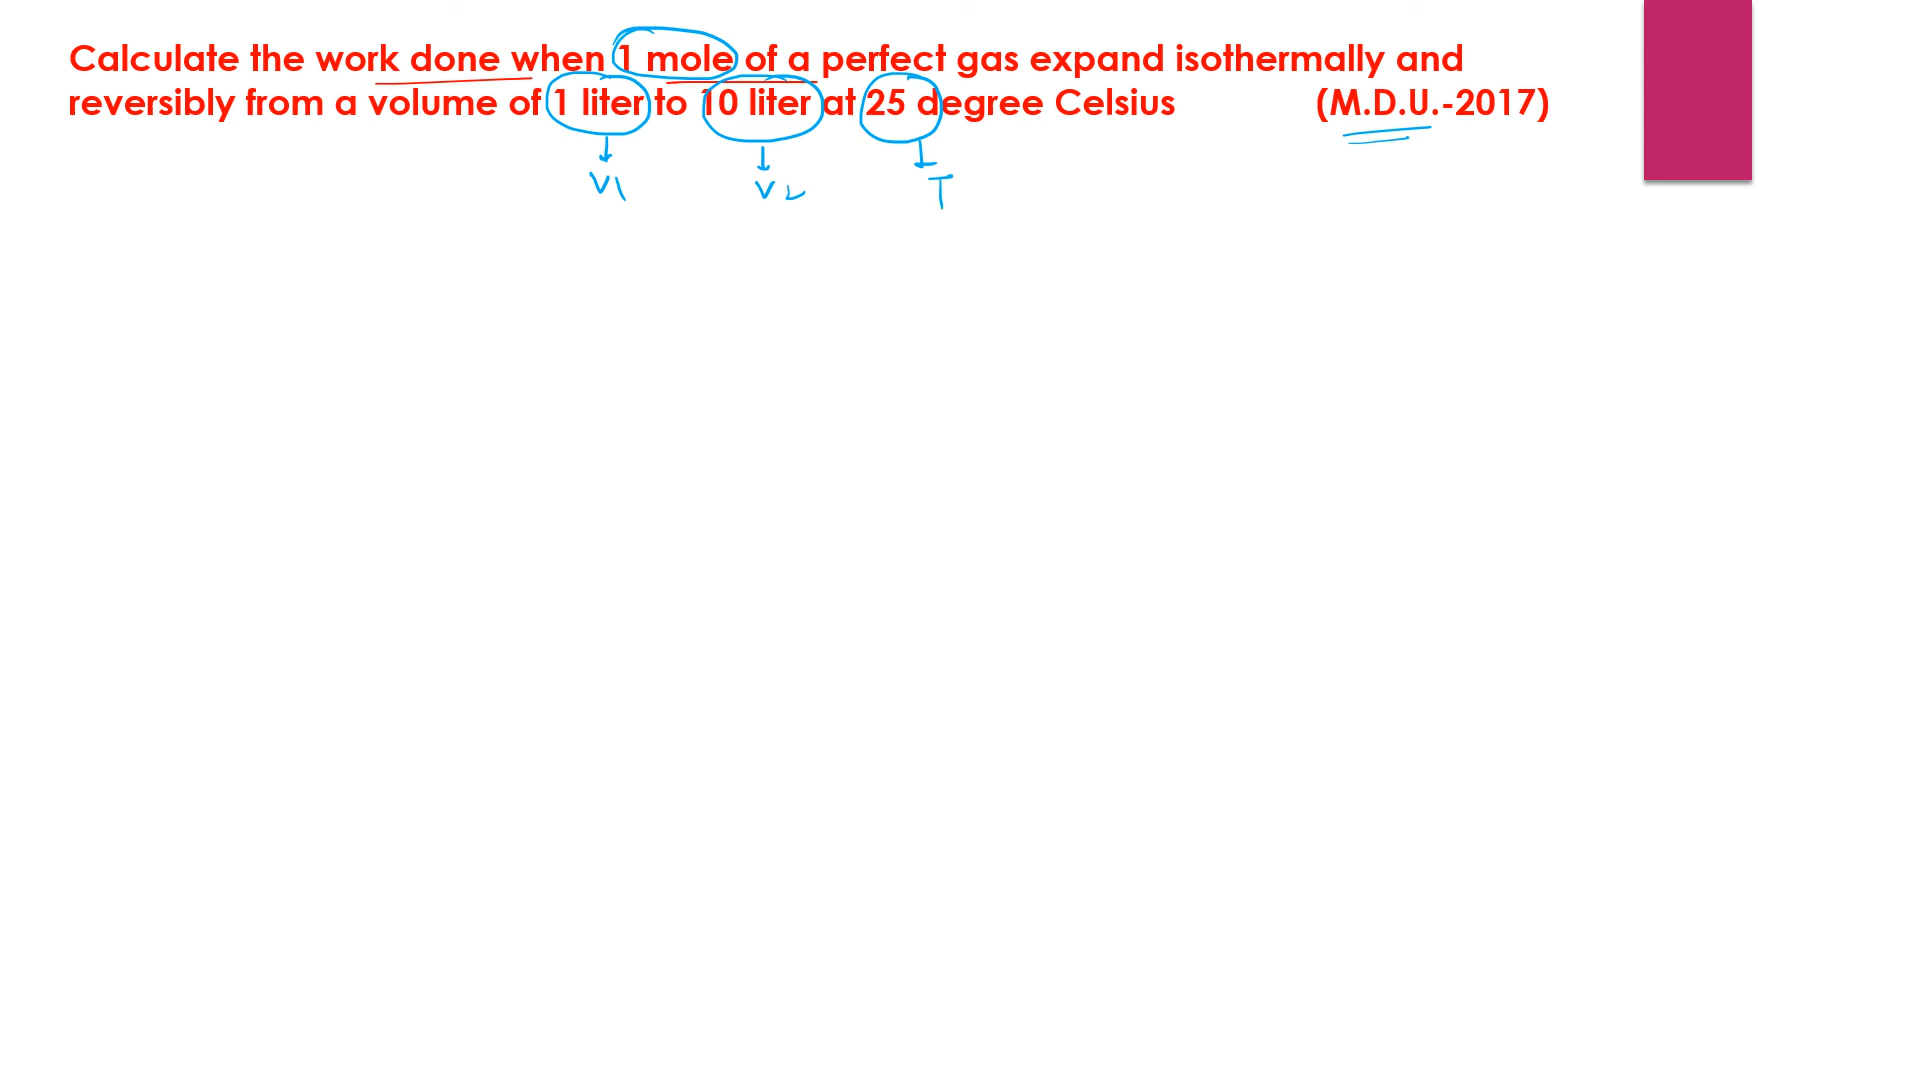 Calculate the work done when 1 mole of a perfect gas expand isothermally and
reversibly from a volume of 1 liter to 10 liter at 25 degree Celsius (M.D.U.-2017)
V1 V2 T